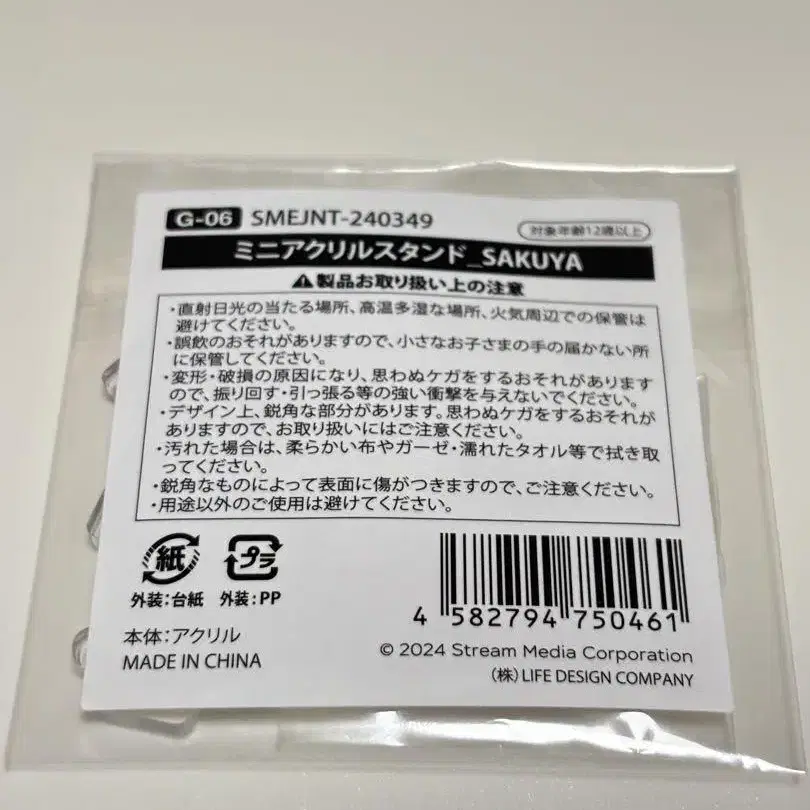 G-06 SMEJNT-240349
対象年齢12歳以上
ミニアクリルスタンド_SAKUYA
製品お取り扱い上の注意
・直射日光の当たる場所、高温多湿な場所、火気周辺での保管は
避けてください。
・誤飲のおそれがありますので、小さなお子さまの手の届かない所
に保管してください。
・変形・破損の原因になり、思わぬケガをするおそれがあります
ので、振り回す・引っ張る等の強い衝撃を与えないでください。
・デザイン上、鋭角な部分があります。思わぬケガをするおそれが
ありますので、お取り扱いにはご注意ください。
・汚れた場合は、柔らかい布やガーゼ・濡れたタオル等で拭き取
ってください。
・鋭角なものによって表面に傷がつきますので、ご注意ください。
・用途以外のご使用は避けてください。
紙 プラ
外装:台紙 外装:PP
4 582794 750461
本体:アクリル
MADE IN CHINA
© 2024 Stream Media Corporation
(株)LIFE DESIGN COMPANY